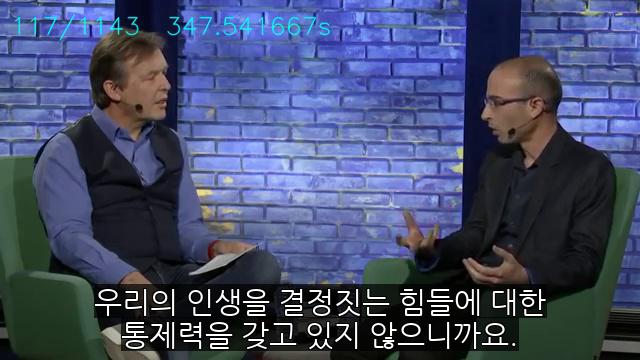 117/1143 347.541667s
우리의 인생을 결정짓는 힘들에 대한
통제력을 갖고 있지 않으니까요.